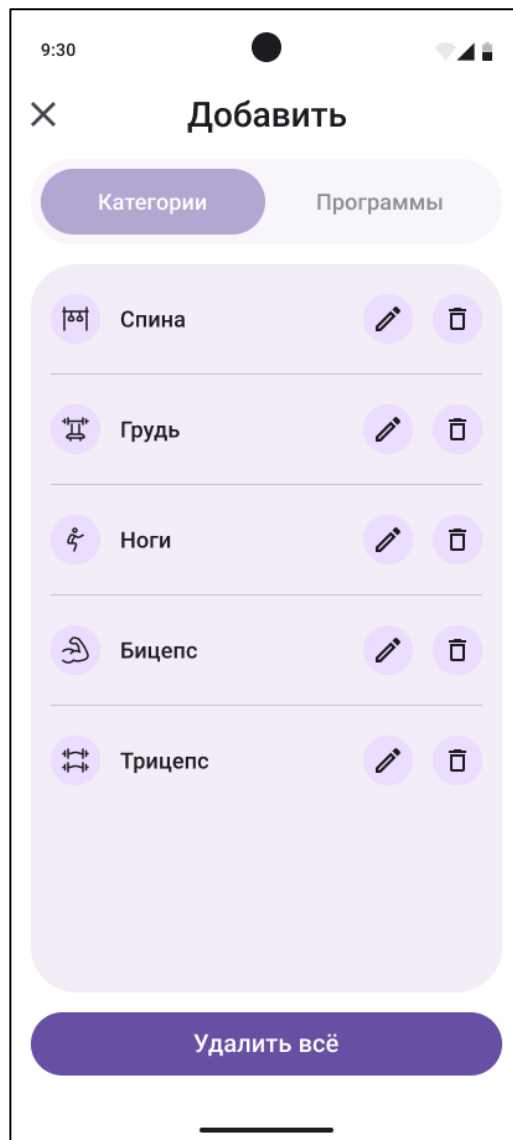 9:30
Добавить
Категории Программы
Спина
Грудь
Ноги
Бицепс
Трицепс
Удалить всё